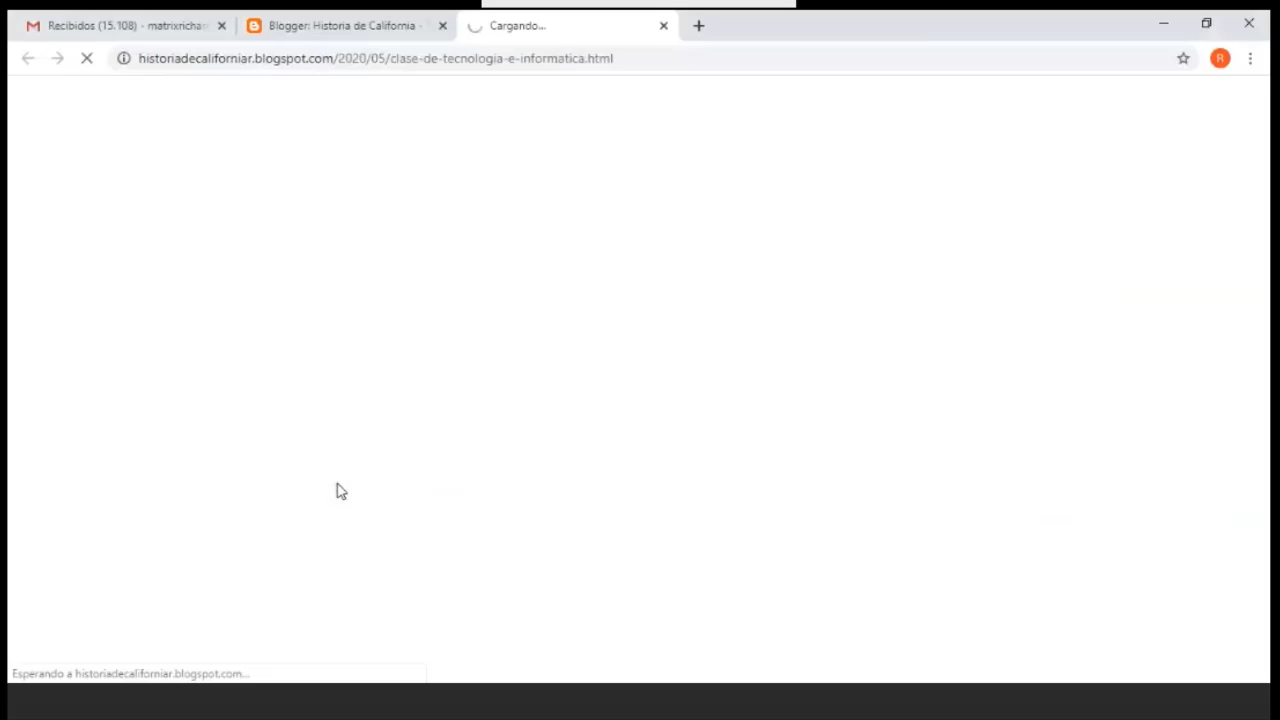 Recibidos (15.108) - matrixricha
Blogger: Historia de California -
Cargando...
historiadecaliforniar.blogspot.com/2020/05/clase-de-tecnologia-e-informatica.html
R
Esperando a historiadecaliforniar.blogspot.com...